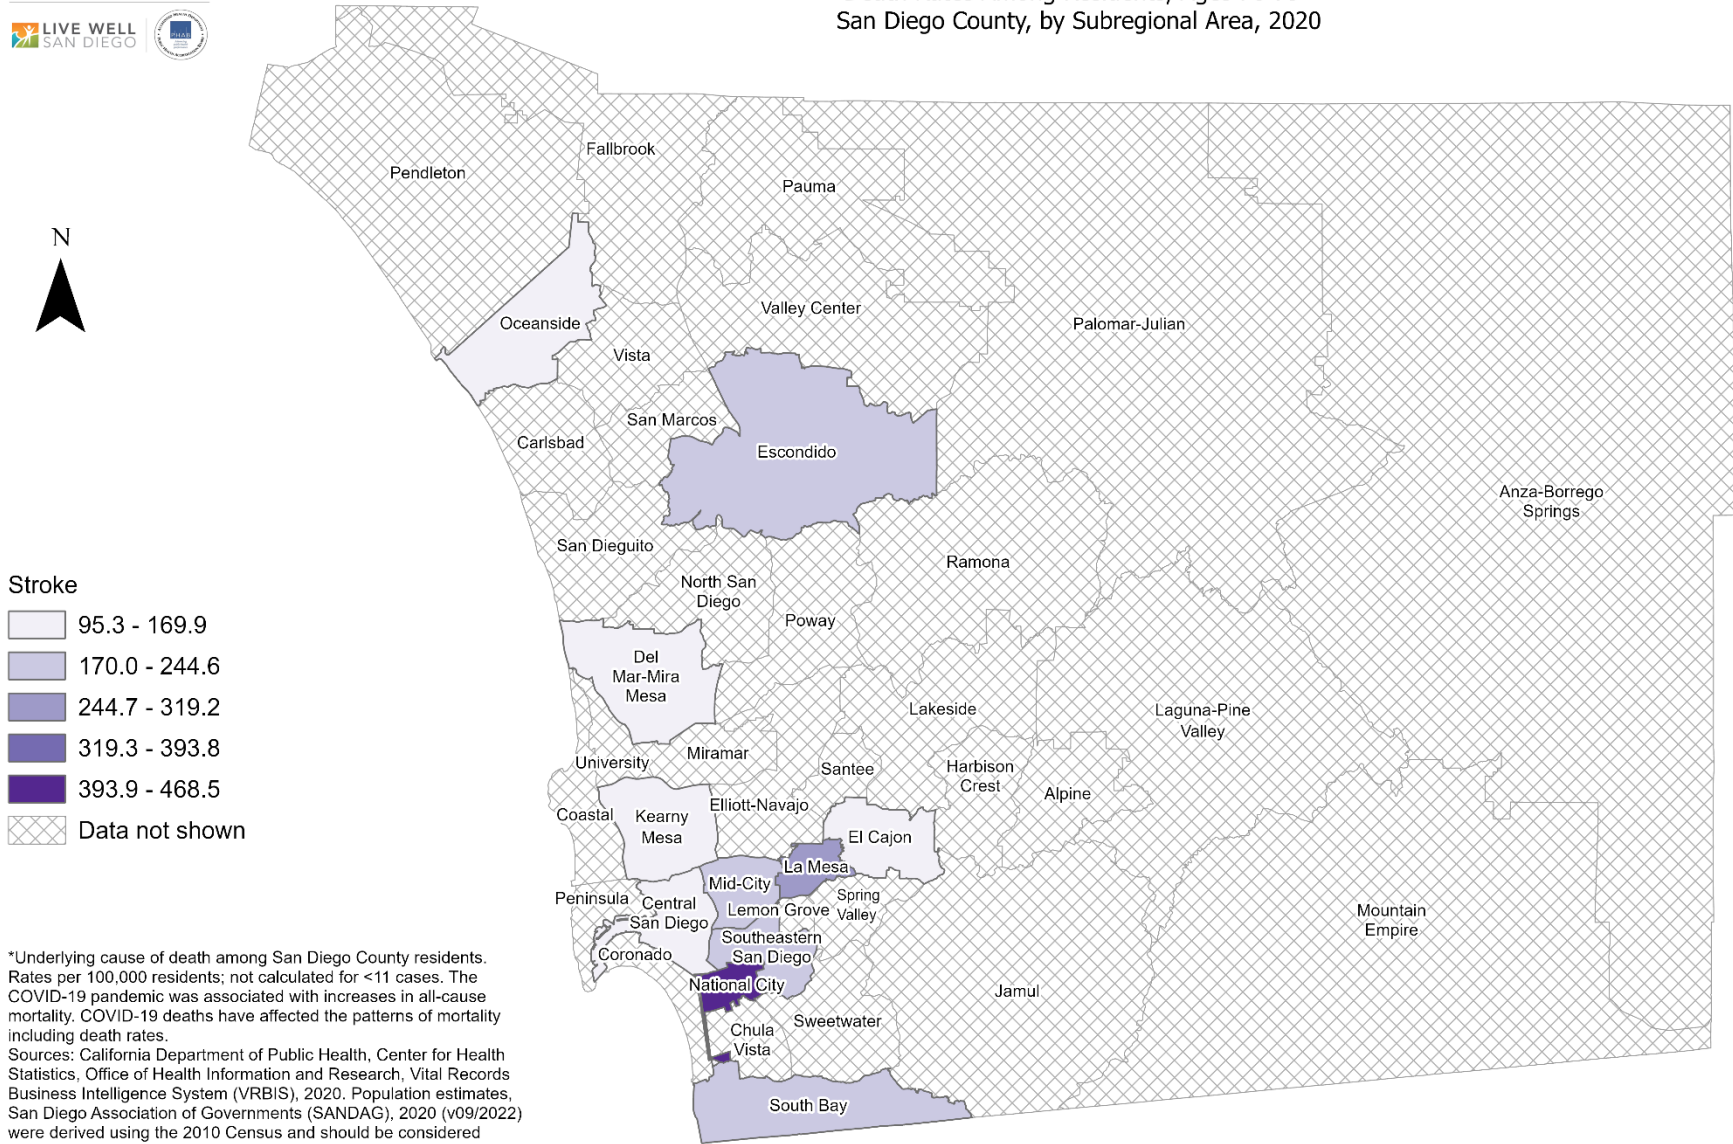 LIVE WELL
SAN DIEGO
PHAB
San Diego County, by Subregional Area, 2020
N
Pendleton
Fallbrook
Pauma
Oceanside
Valley Center
Palomar-Julian
Vista
San Marcos
Carlsbad
Escondido
Anza-Borrego
Springs
San Dieguito
Ramona
North San
Diego
Poway
Del
Mar-Mira
Mesa
Lakeside
Laguna-Pine
Valley
Miramar
University
Santee
Harbison
Crest
Alpine
Coastal
Kearny
Mesa
Elliott-Navajo
El Cajon
La Mesa
Mid-City
Spring
Valley
Peninsula
Central
San Diego
Lemon Grove
Mountain
Empire
Southeastern
San Diego
Coronado
National City
Jamul
Chula
Vista
Sweetwater
South Bay
Stroke
95.3 - 169.9
170.0 - 244.6
244.7 - 319.2
319.3 - 393.8
393.9 - 468.5
Data not shown
*Underlying cause of death among San Diego County residents.
Rates per 100,000 residents; not calculated for <11 cases. The
COVID-19 pandemic was associated with increases in all-cause
mortality. COVID-19 deaths have affected the patterns of mortality
including death rates.
Sources: California Department of Public Health, Center for Health
Statistics, Office of Health Information and Research, Vital Records
Business Intelligence System (VRBIS), 2020. Population estimates,
San Diego Association of Governments (SANDAG), 2020 (v09/2022)
were derived using the 2010 Census and should be considered